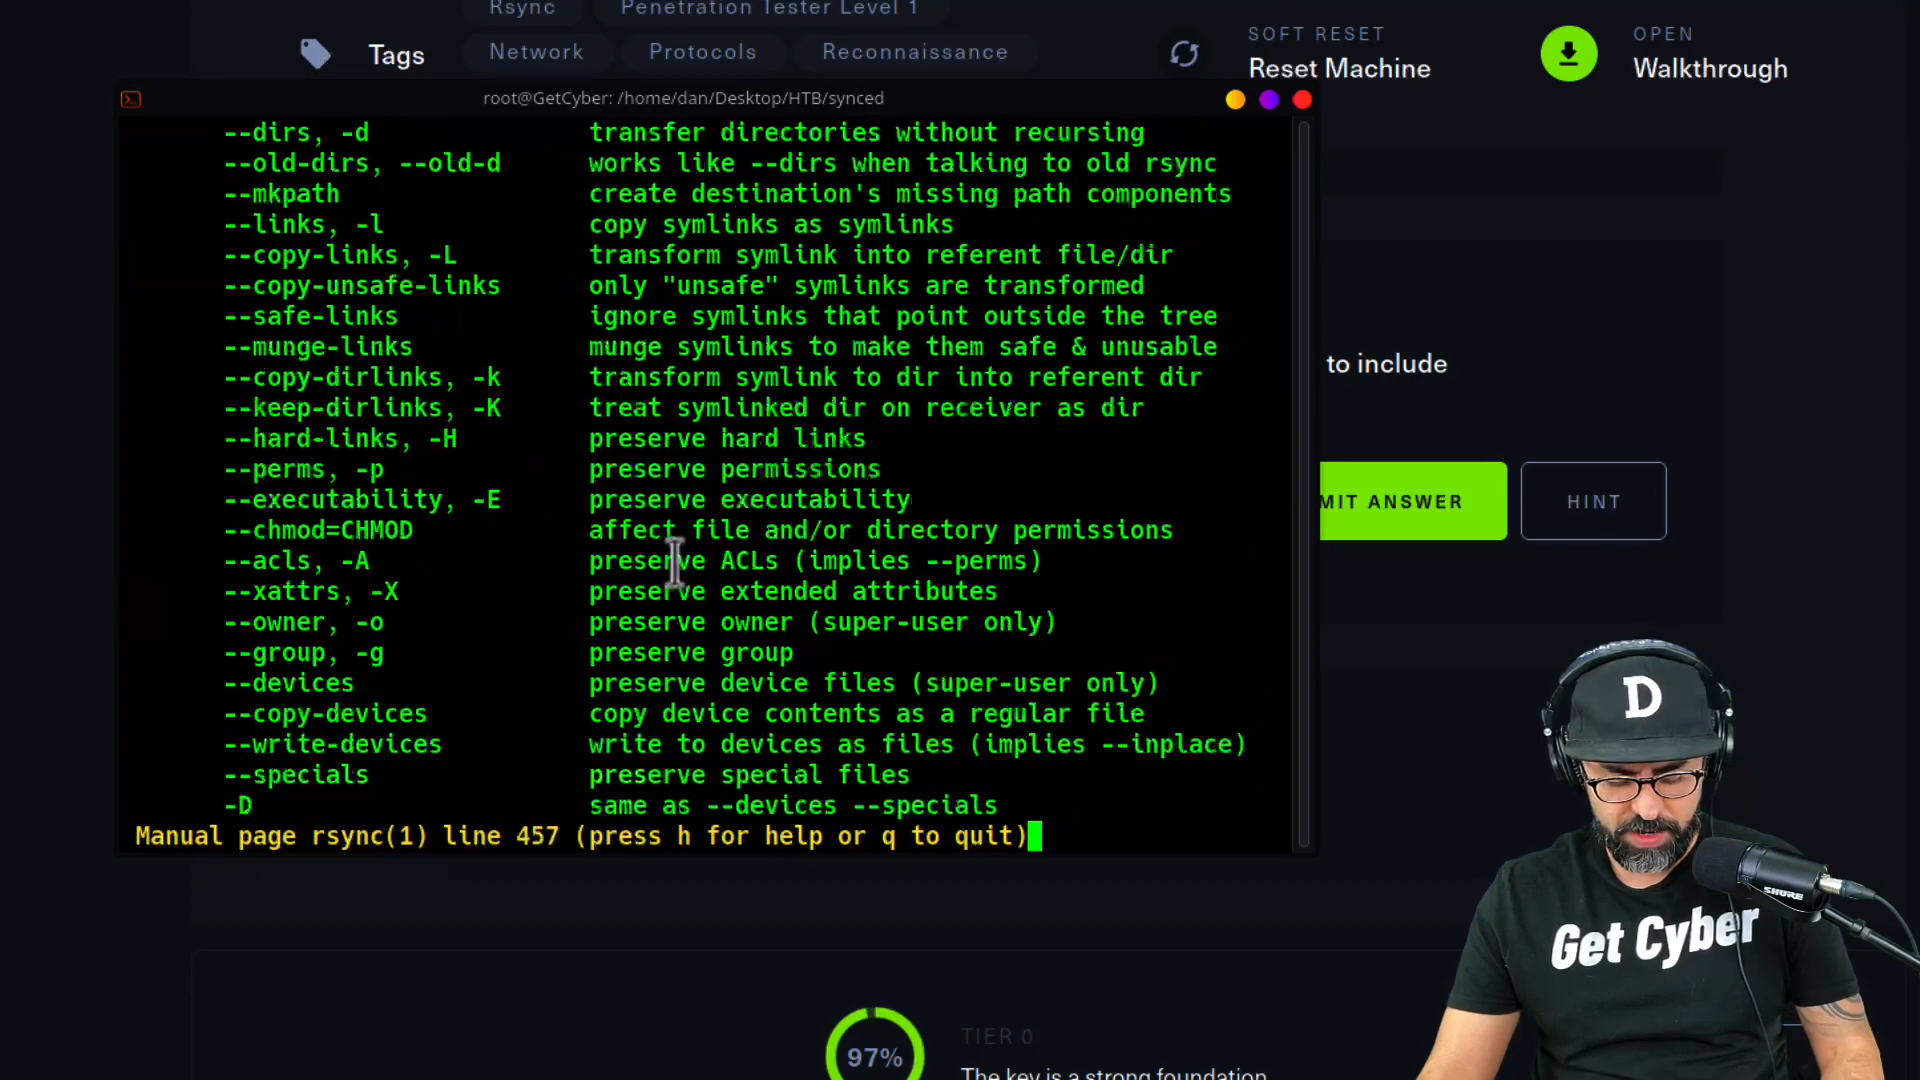 Rsync
Penetration Tester Level 1
Tags
Network
Protocols
Reconnaissance
SOFT RESET
Reset Machine
OPEN
Walkthrough
root@GetCyber: /home/dan/Desktop/HTB/synced
--dirs, -d transfer directories without recursing
--old-dirs, --old-d works like --dirs when talking to old rsync
--mkpath create destination's missing path components
--links, -l copy symlinks as symlinks
--copy-links, -L transform symlink into referent file/dir
--copy-unsafe-links only "unsafe" symlinks are transformed
--safe-links ignore symlinks that point outside the tree
--munge-links munge symlinks to make them safe & unusable
--copy-dirlinks, -k transform symlink to dir into referent dir
--keep-dirlinks, -K treat symlinked dir on receiver as dir
--hard-links, -H preserve hard links
--perms, -p preserve permissions
--executability, -E preserve executability
--chmod=CHMOD affect file and/or directory permissions
--acls, -A preserve ACLs (implies --perms)
--xattrs, -X preserve extended attributes
--owner, -o preserve owner (super-user only)
--group, -g preserve group
--devices preserve device files (super-user only)
--copy-devices copy device contents as a regular file
--write-devices write to devices as files (implies --inplace)
--specials preserve special files
-D same as --devices --specials
Manual page rsync(1) line 457 (press h for help or q to quit)
to include
MIT ANSWER
HINT
D
SHURE
Get Cyber
97%
TIER 0
The key is a strong foundation